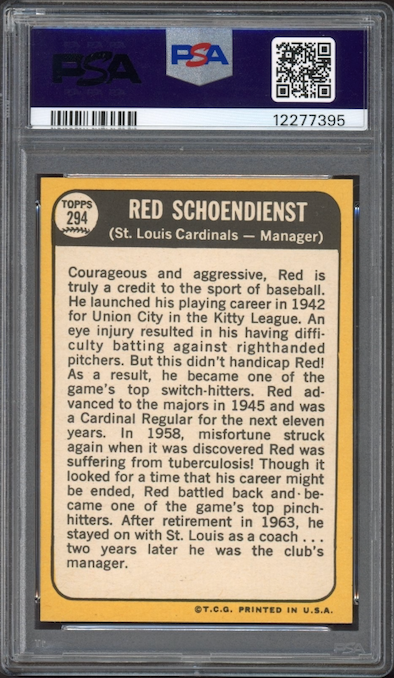 PSA
PSA
12277395
TOPPS
294
RED SCHOENDIENST
(St. Louis Cardinals — Manager)
Courageous and aggressive, Red is
truly a credit to the sport of baseball.
He launched his playing career in 1942
for Union City in the Kitty League. An
eye injury resulted in his having diffi-
culty batting against righthanded
pitchers. But this didn't handicap Red!
As a result, he became one of the
game's top switch-hitters. Red ad-
vanced to the majors in 1945 and was
a Cardinal Regular for the next eleven
years. In 1958, misfortune struck
again when it was discovered Red was
suffering from tuberculosis! Though it
looked for a time that his career might
be ended, Red battled back and be-
came one of the game's top pinch-
hitters. After retirement in 1963, he
stayed on with St. Louis as a coach . . .
two years later he was the club's
manager.
©T.C.G. PRINTED IN U.S.A.
PSA